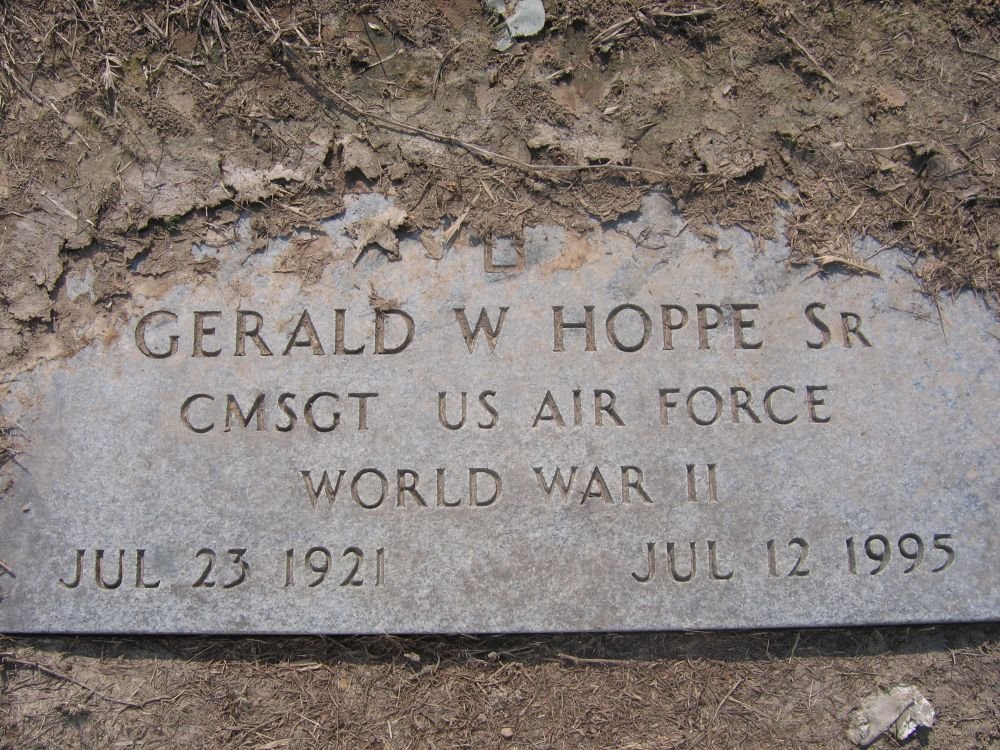 GERALD W HOPPE SR
CMSGT US AIR FORCE
WORLD WAR II
JUL 23 1921 JUL 12 1995